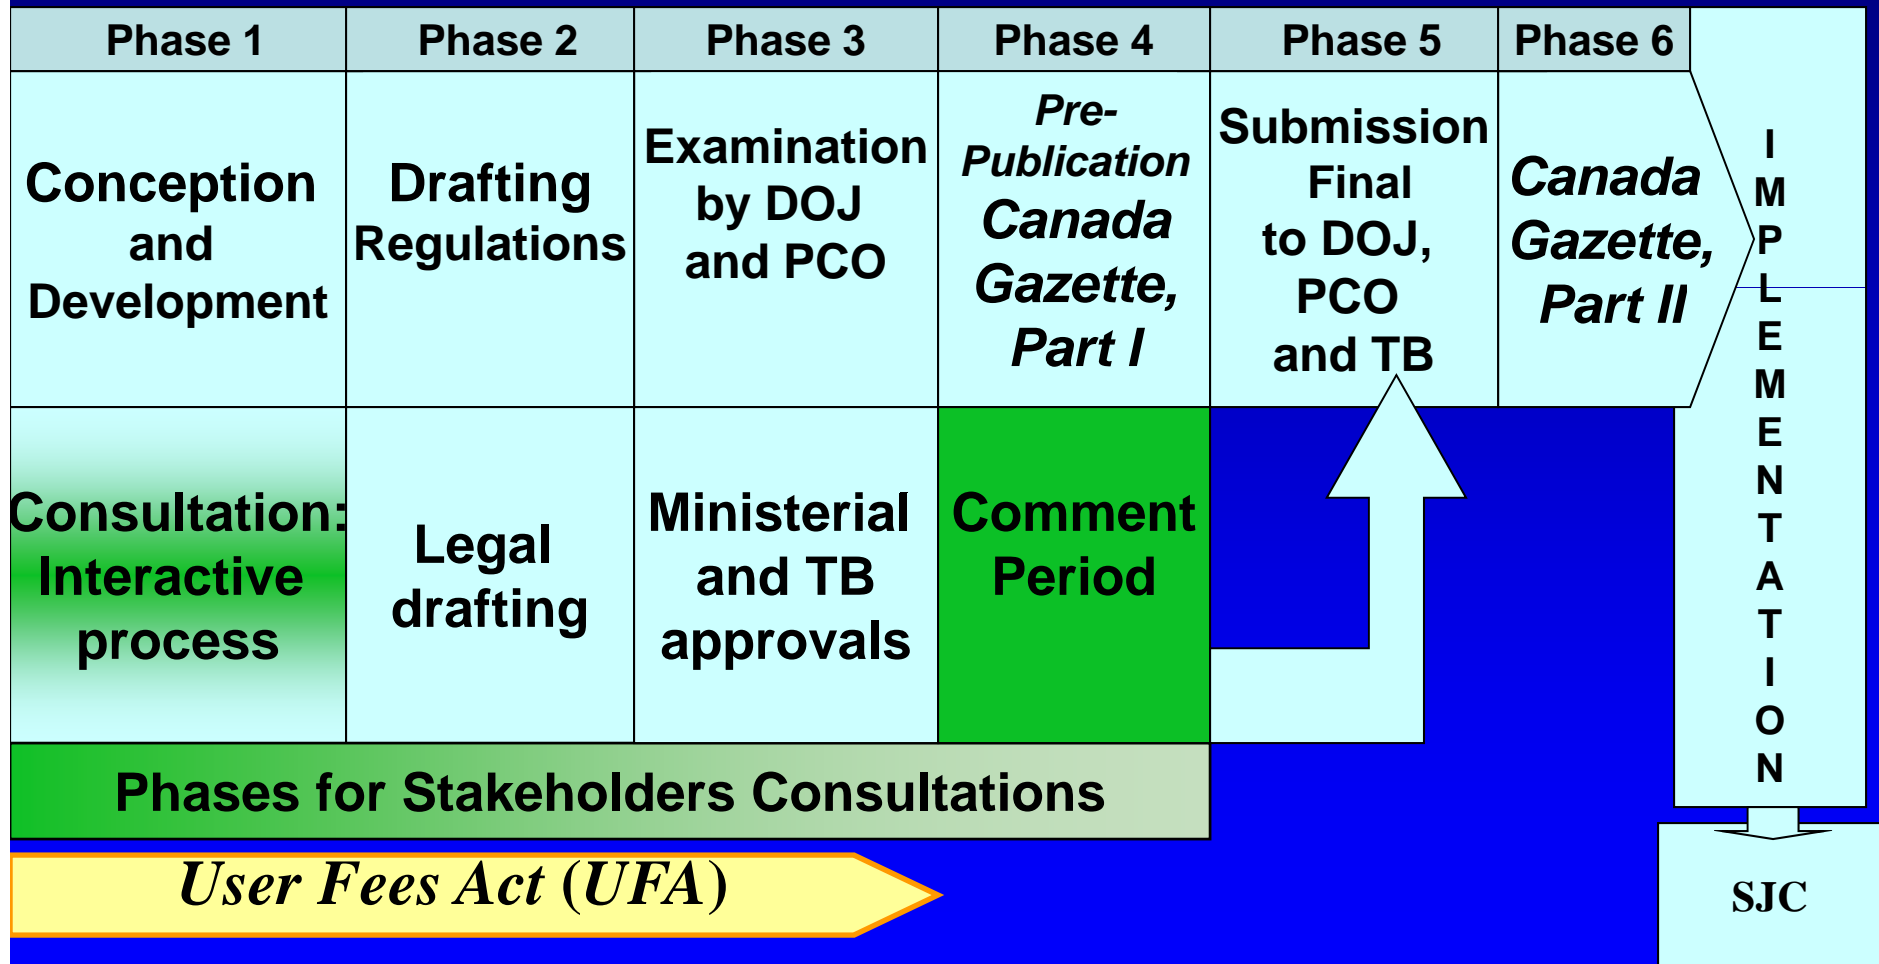 Phase 1
Phase 2
Phase 3
Phase 4
Phase 5
Phase 6
Conception
and
Development
Drafting
Regulations
Examination
by DOJ
and PCO
Pre-
Publication
Canada
Gazette,
Part I
Submission
Final
to DOJ,
PCO
and TB
Canada
Gazette,
Part II
I
M
P
L
E
M
E
N
T
A
T
I
O
N
Consultation:
Interactive
process
Legal
drafting
Ministerial
and TB
approvals
Comment
Period
Phases for Stakeholders Consultations
User Fees Act (UFA)
SJC